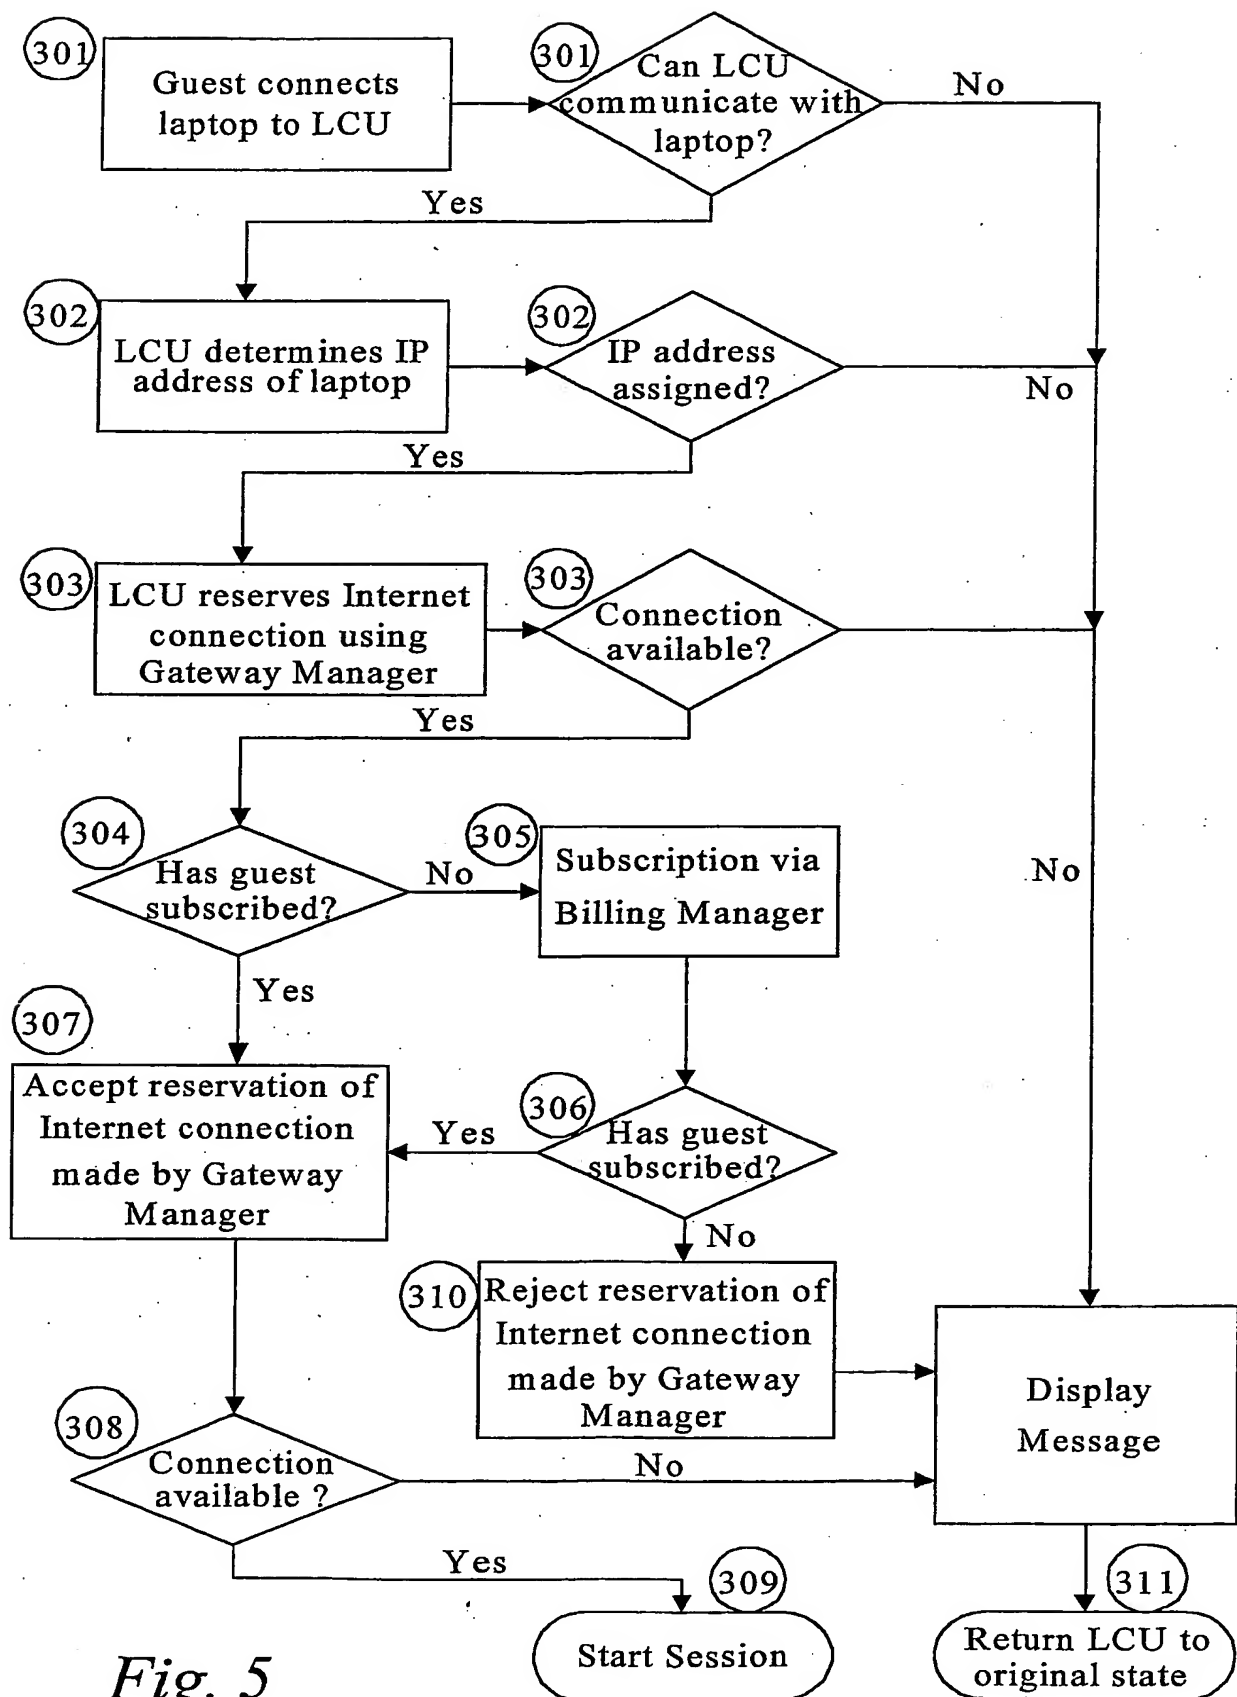 301
Guest connects
laptop to LCU
301
Can LCU
communicate with
laptop?
No
Yes
302
LCU determines IP
address of laptop
302
IP address
assigned?
No
Yes
303
LCU reserves Internet
connection using
Gateway Manager
303
Connection
available?
Yes
No
304
Has guest
subscribed?
No
305
Subscription via
Billing Manager
Yes
307
Accept reservation of
Internet connection
made by Gateway
Manager
Yes
306
Has guest
subscribed?
No
310
Reject reservation of
Internet connection
made by Gateway
Manager
Display
Message
308
Connection
available ?
No
Yes
309
Start Session
311
Return LCU to
original state
Fig. 5